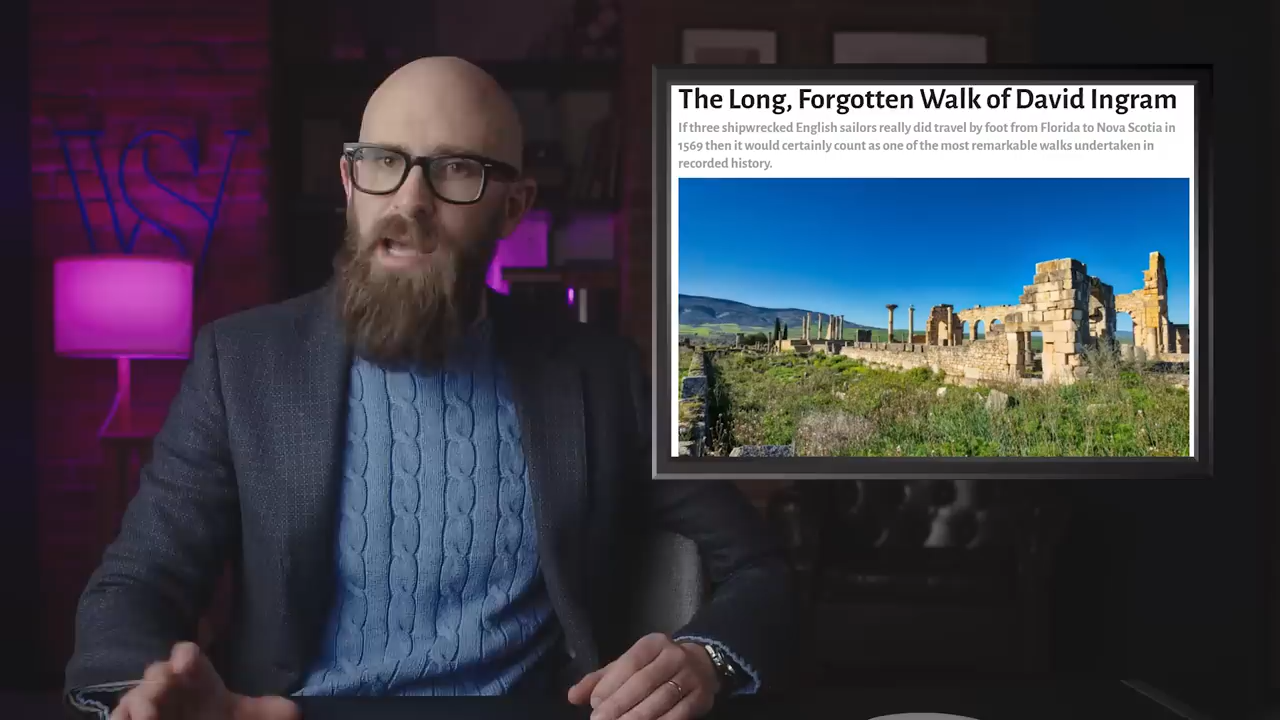 The Long, Forgotten Walk of David Ingram
If three shipwrecked English sailors really did travel by foot from Florida to Nova Scotia in
1569 then it would certainly count as one of the most remarkable walks undertaken in
recorded history.